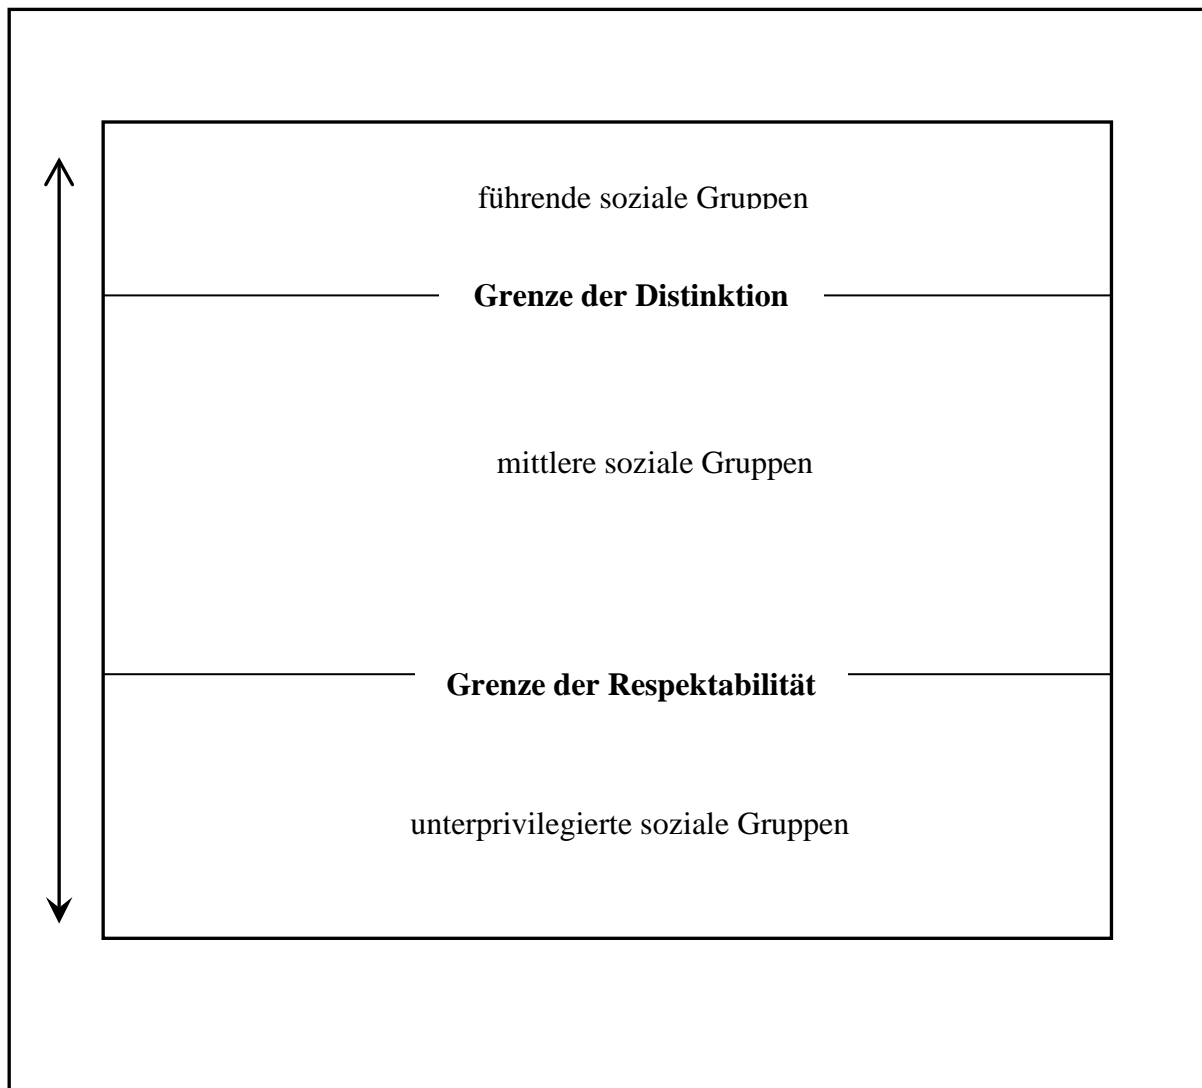 führende soziale Gruppen
Grenze der Distinktion
mittlere soziale Gruppen
Grenze der Respektabilität
unterprivilegierte soziale Gruppen